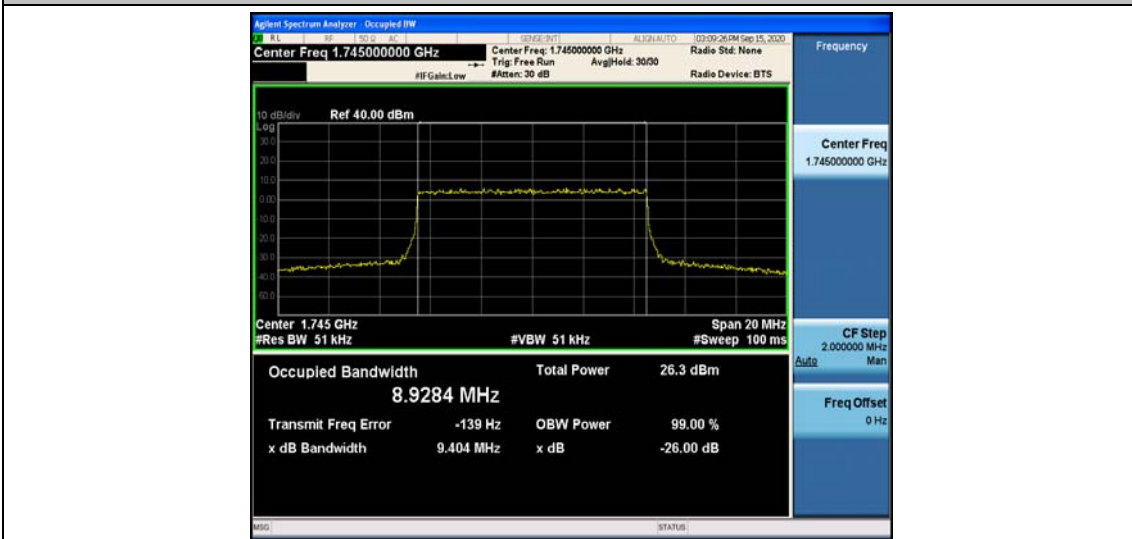 Agilent Spectrum Analyzer - Occupied BW
RL RF 50 Ω AC SENSE:INT ALIGN AUTO 03:09:26 PM Sep 15, 2020
Center Freq 1.745000000 GHz
Center Freq: 1.745000000 GHz Radio Std: None
Trig: Free Run Avg|Hold: 30/30
#IFGain:Low #Atten: 30 dB Radio Device: BTS
10 dB/div Ref 40.00 dBm
Log
30.0
20.0
10.0
0.00
-10.0
-20.0
-30.0
-40.0
-50.0
Center 1.745 GHz Span 20 MHz
#Res BW 51 kHz #VBW 51 kHz #Sweep 100 ms
Occupied Bandwidth Total Power 26.3 dBm
8.9284 MHz
Transmit Freq Error -139 Hz OBW Power 99.00 %
x dB Bandwidth 9.404 MHz x dB -26.00 dB
MSG STATUS
Frequency
Center Freq
1.745000000 GHz
CF Step
2.000000 MHz
Auto Man
Freq Offset
0 Hz